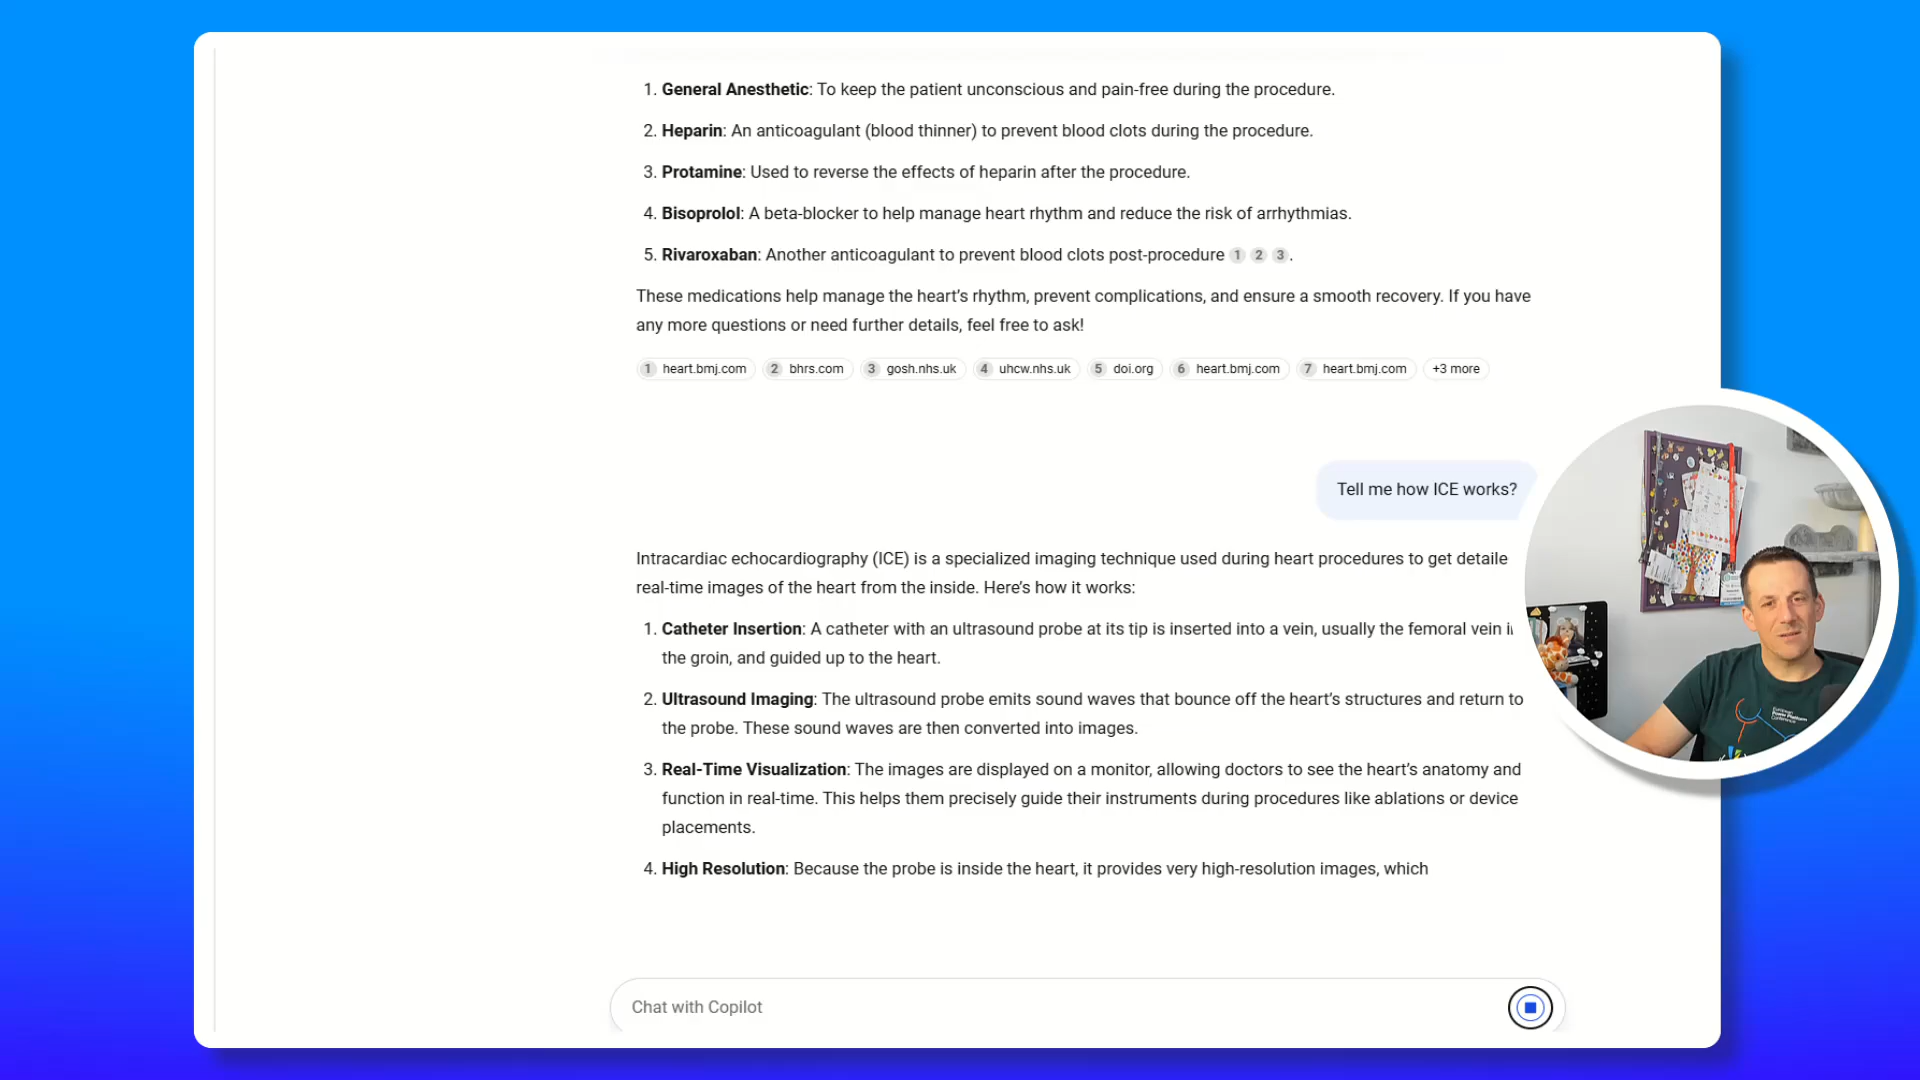 1. General Anesthetic: To keep the patient unconscious and pain-free during the procedure.
2. Heparin: An anticoagulant (blood thinner) to prevent blood clots during the procedure.
3. Protamine: Used to reverse the effects of heparin after the procedure.
4. Bisoprolol: A beta-blocker to help manage heart rhythm and reduce the risk of arrhythmias.
5. Rivaroxaban: Another anticoagulant to prevent blood clots post-procedure 1 2 3.
These medications help manage the heart's rhythm, prevent complications, and ensure a smooth recovery. If you have
any more questions or need further details, feel free to ask!
1 heart.bmj.com 2 bhrs.com 3 gosh.nhs.uk 4 uhcw.nhs.uk 5 doi.org 6 heart.bmj.com 7 heart.bmj.com +3 more
Tell me how ICE works?
Intracardiac echocardiography (ICE) is a specialized imaging technique used during heart procedures to get detaile
real-time images of the heart from the inside. Here's how it works:
1. Catheter Insertion: A catheter with an ultrasound probe at its tip is inserted into a vein, usually the femoral vein i
the groin, and guided up to the heart.
2. Ultrasound Imaging: The ultrasound probe emits sound waves that bounce off the heart's structures and return to
the probe. These sound waves are then converted into images.
3. Real-Time Visualization: The images are displayed on a monitor, allowing doctors to see the heart's anatomy and
function in real-time. This helps them precisely guide their instruments during procedures like ablations or device
placements.
4. High Resolution: Because the probe is inside the heart, it provides very high-resolution images, which
Chat with Copilot
European
Power Platform
Conference